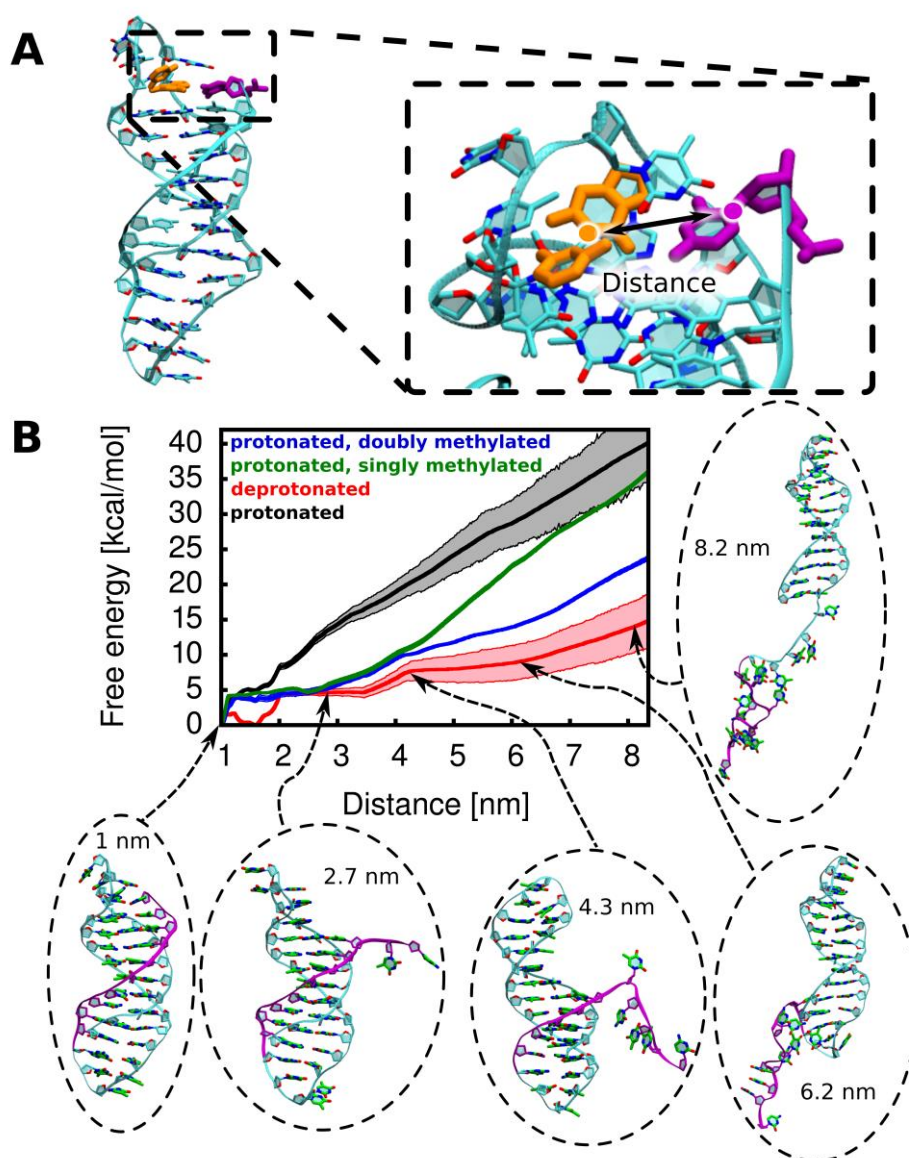 A
Distance
B
protonated, doubly methylated
protonated, singly methylated
deprotonated
protonated
Free energy [kcal/mol]
40
35
30
25
20
15
10
5
0
1 2 3 4 5 6 7 8
Distance [nm]
8.2 nm
1 nm
2.7 nm
4.3 nm
6.2 nm